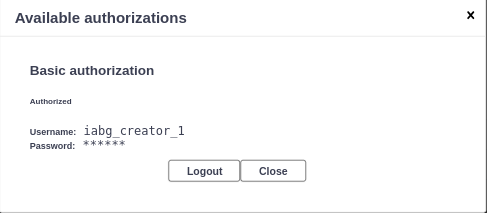 Available authorizations
Basic authorization
Authorized
Username: iabg_creator_1
Password: ******
Logout Close